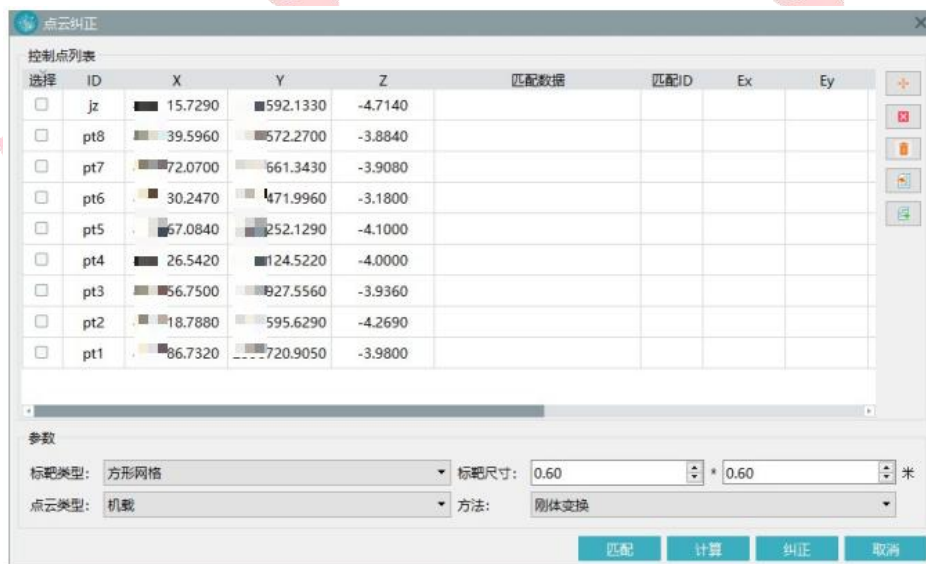 点云纠正
控制点列表
选择 ID X Y Z 匹配数据 匹配ID Ex Ey
jz 15.7290 592.1330 -4.7140
pt8 39.5960 572.2700 -3.8840
pt7 72.0700 661.3430 -3.9080
pt6 30.2470 471.9960 -3.1800
pt5 67.0840 252.1290 -4.1000
pt4 26.5420 124.5220 -4.0000
pt3 56.7500 927.5560 -3.9360
pt2 18.7880 595.6290 -4.2690
pt1 86.7320 720.9050 -3.9800
参数
标靶类型: 方形网格 标靶尺寸: 0.60 * 0.60 米
点云类型: 机载 方法: 刚体变换
匹配 计算 纠正 取消